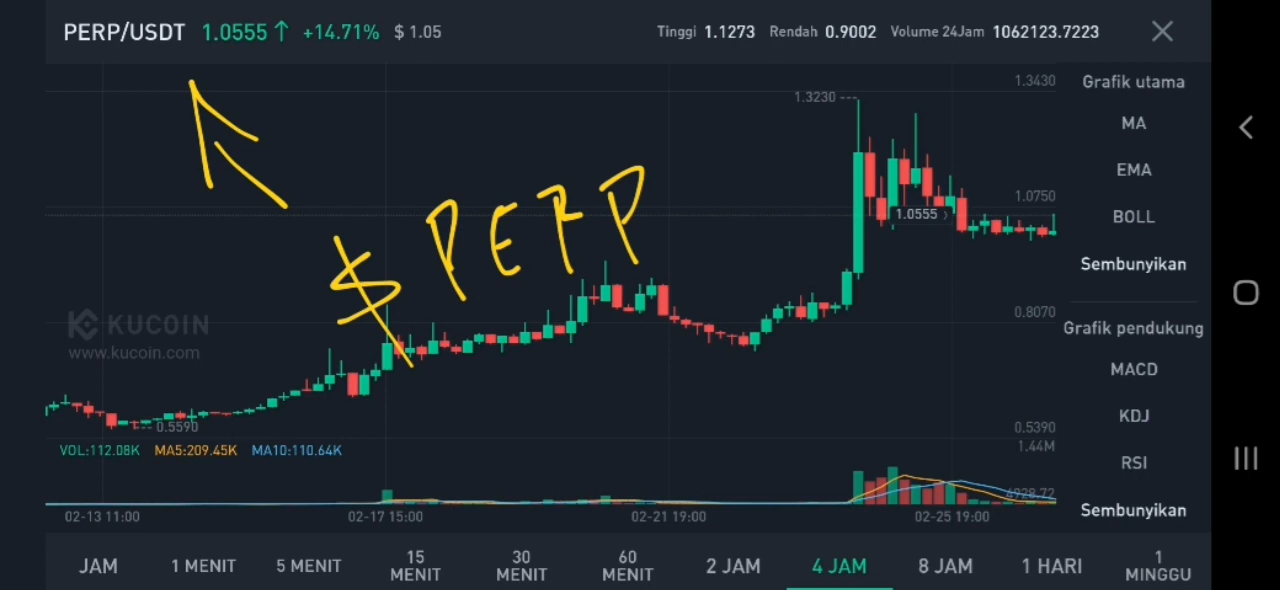 PERP/USDT 1.0555↑ +14.71% $ 1.05 Tinggi 1.1273 Rendah 0.9002 Volume 24Jam 1062123.7223
Grafik utama
MA
EMA
BOLL
Sembunyikan
Grafik pendukung
MACD
KDJ
RSI
Sembunyikan
1.3430
1.3230
1.0750
1.0555
0.8070
0.5590
0.5390
1.44M
$ PERP
KUCOIN
www.kucoin.com
VOL:112.08K MA5:209.45K MA10:110.64K
02-13 11:00 02-17 15:00 02-21 19:00 02-25 19:00
JAM 1 MENIT 5 MENIT 15 MENIT 30 MENIT 60 MENIT 2 JAM 4 JAM 8 JAM 1 HARI 1 MINGGU